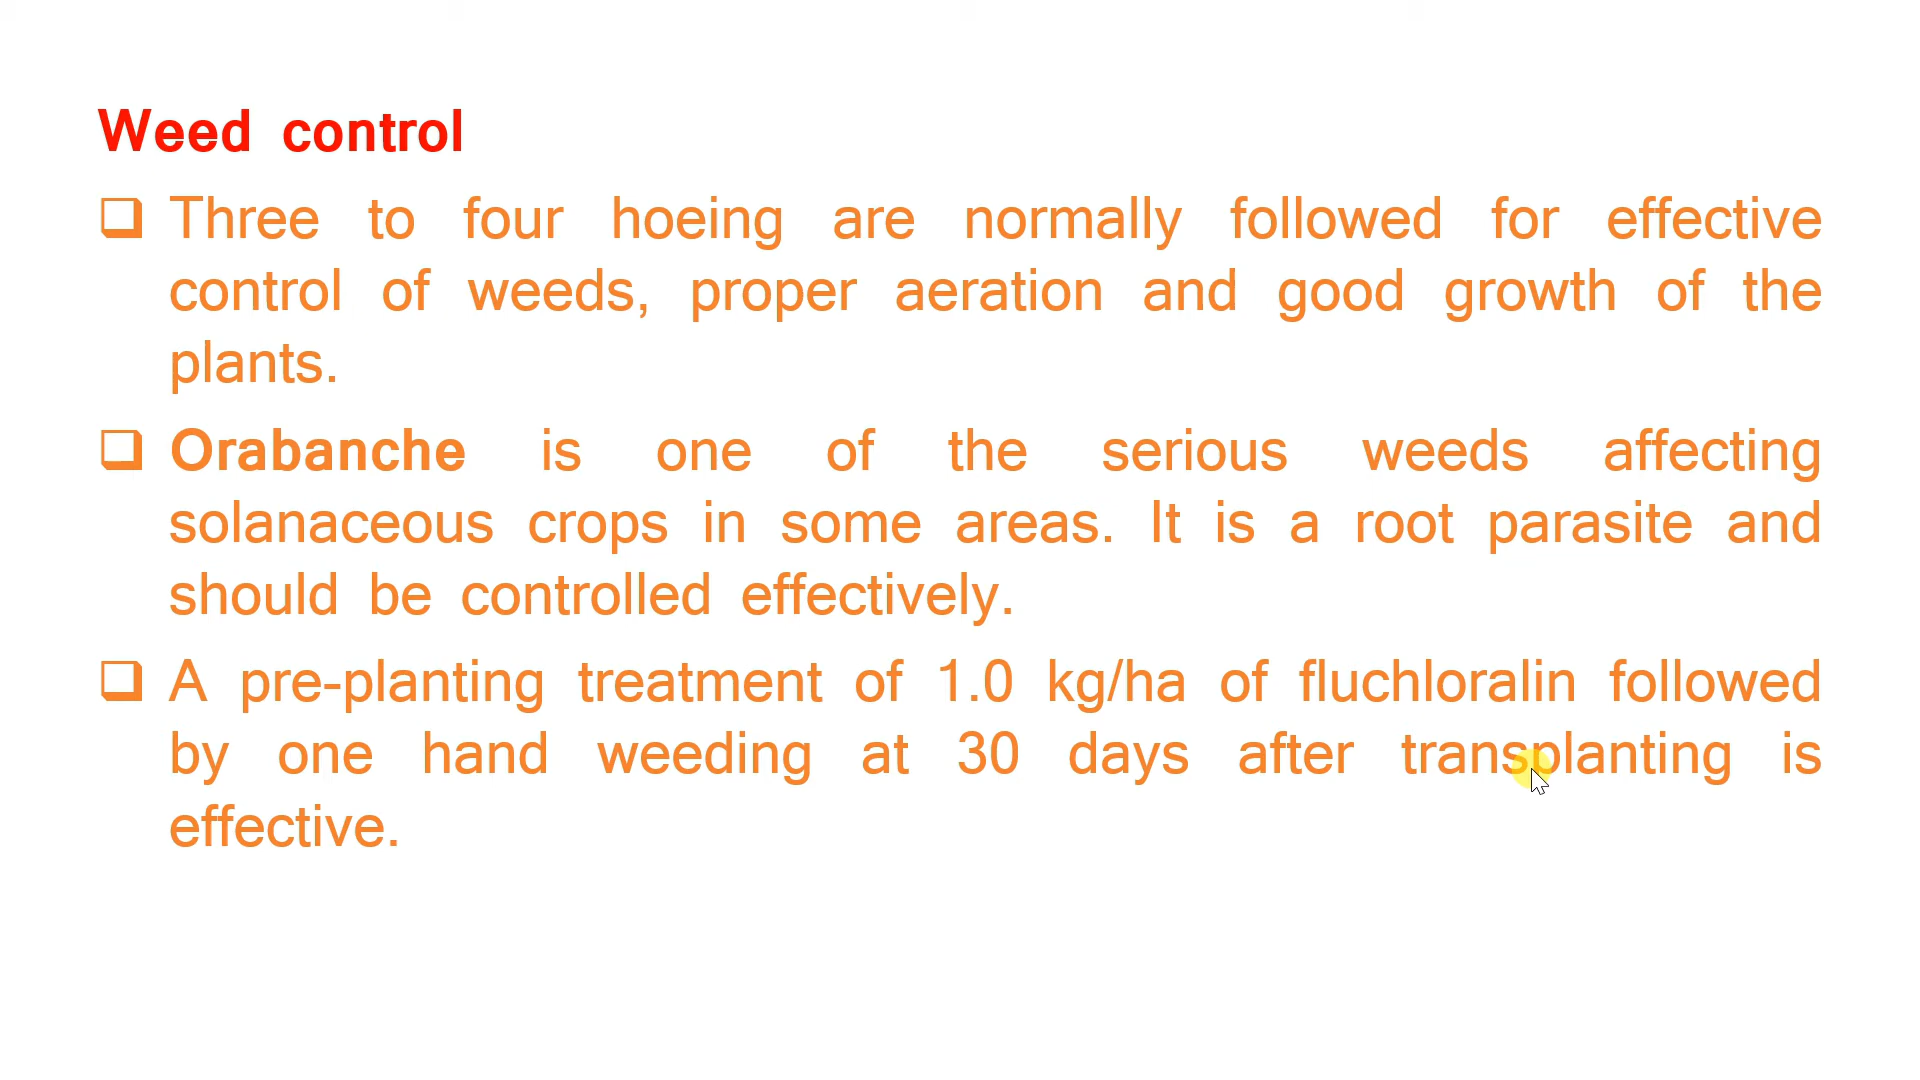 Weed control
❑ Three to four hoeing are normally followed for effective
control of weeds, proper aeration and good growth of the
plants.
❑ Orabanche is one of the serious weeds affecting
solanaceous crops in some areas. It is a root parasite and
should be controlled effectively.
❑ A pre-planting treatment of 1.0 kg/ha of fluchloralin followed
by one hand weeding at 30 days after transplanting is
effective.